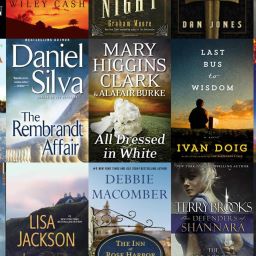 WILEY CASH
NIGHT
Graham Moore
DAN JONES
Daniel
Silva
The
Rembrandt
Affair
MARY
HIGGINS
CLARK
& ALAFAIR BURKE
All Dressed
in White
LAST
BUS TO
WISDOM
IVAN DOIG
LISA
JACKSON
DEBBIE
MACOMBER
THE INN
AT
ROSE HARBOR
TERRY BROOKS
THE DEFENDERS OF
SHANNARA
THE